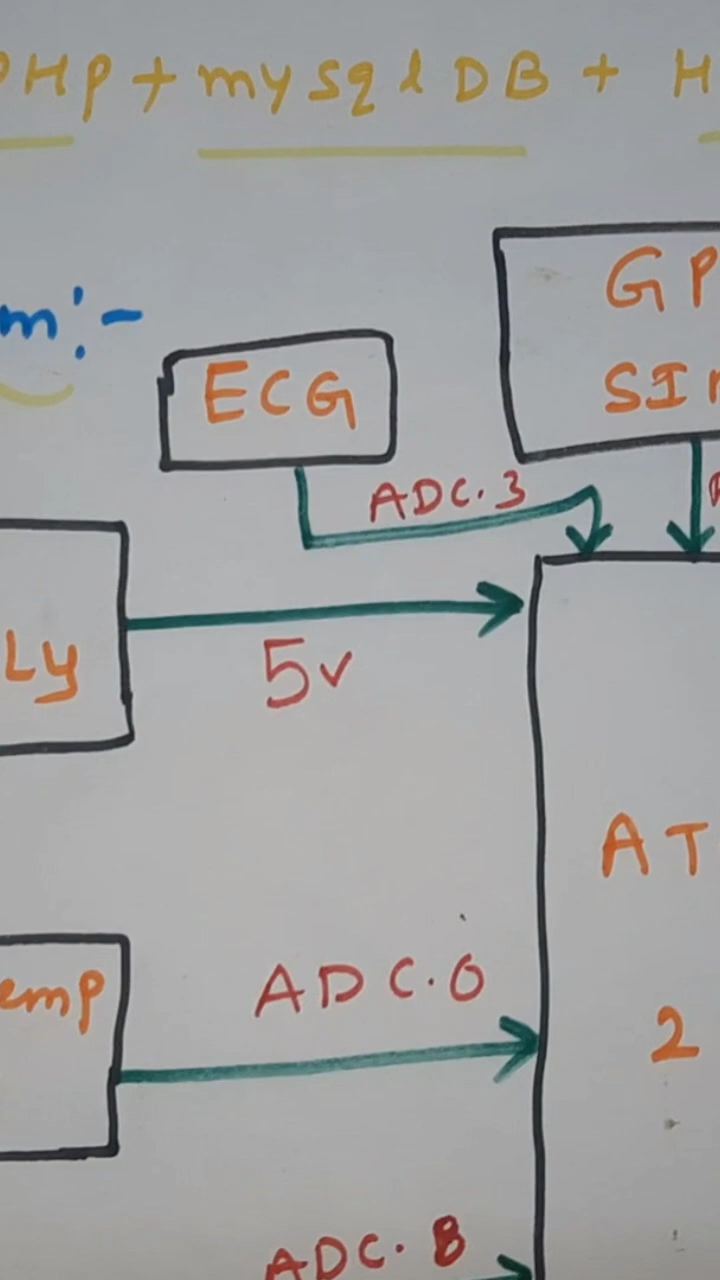 PHP + mysql DB + H
m:-
GP
ECG
SI
ADC.3
LY
5v
AT
emp
ADC.0
2
ADC.8